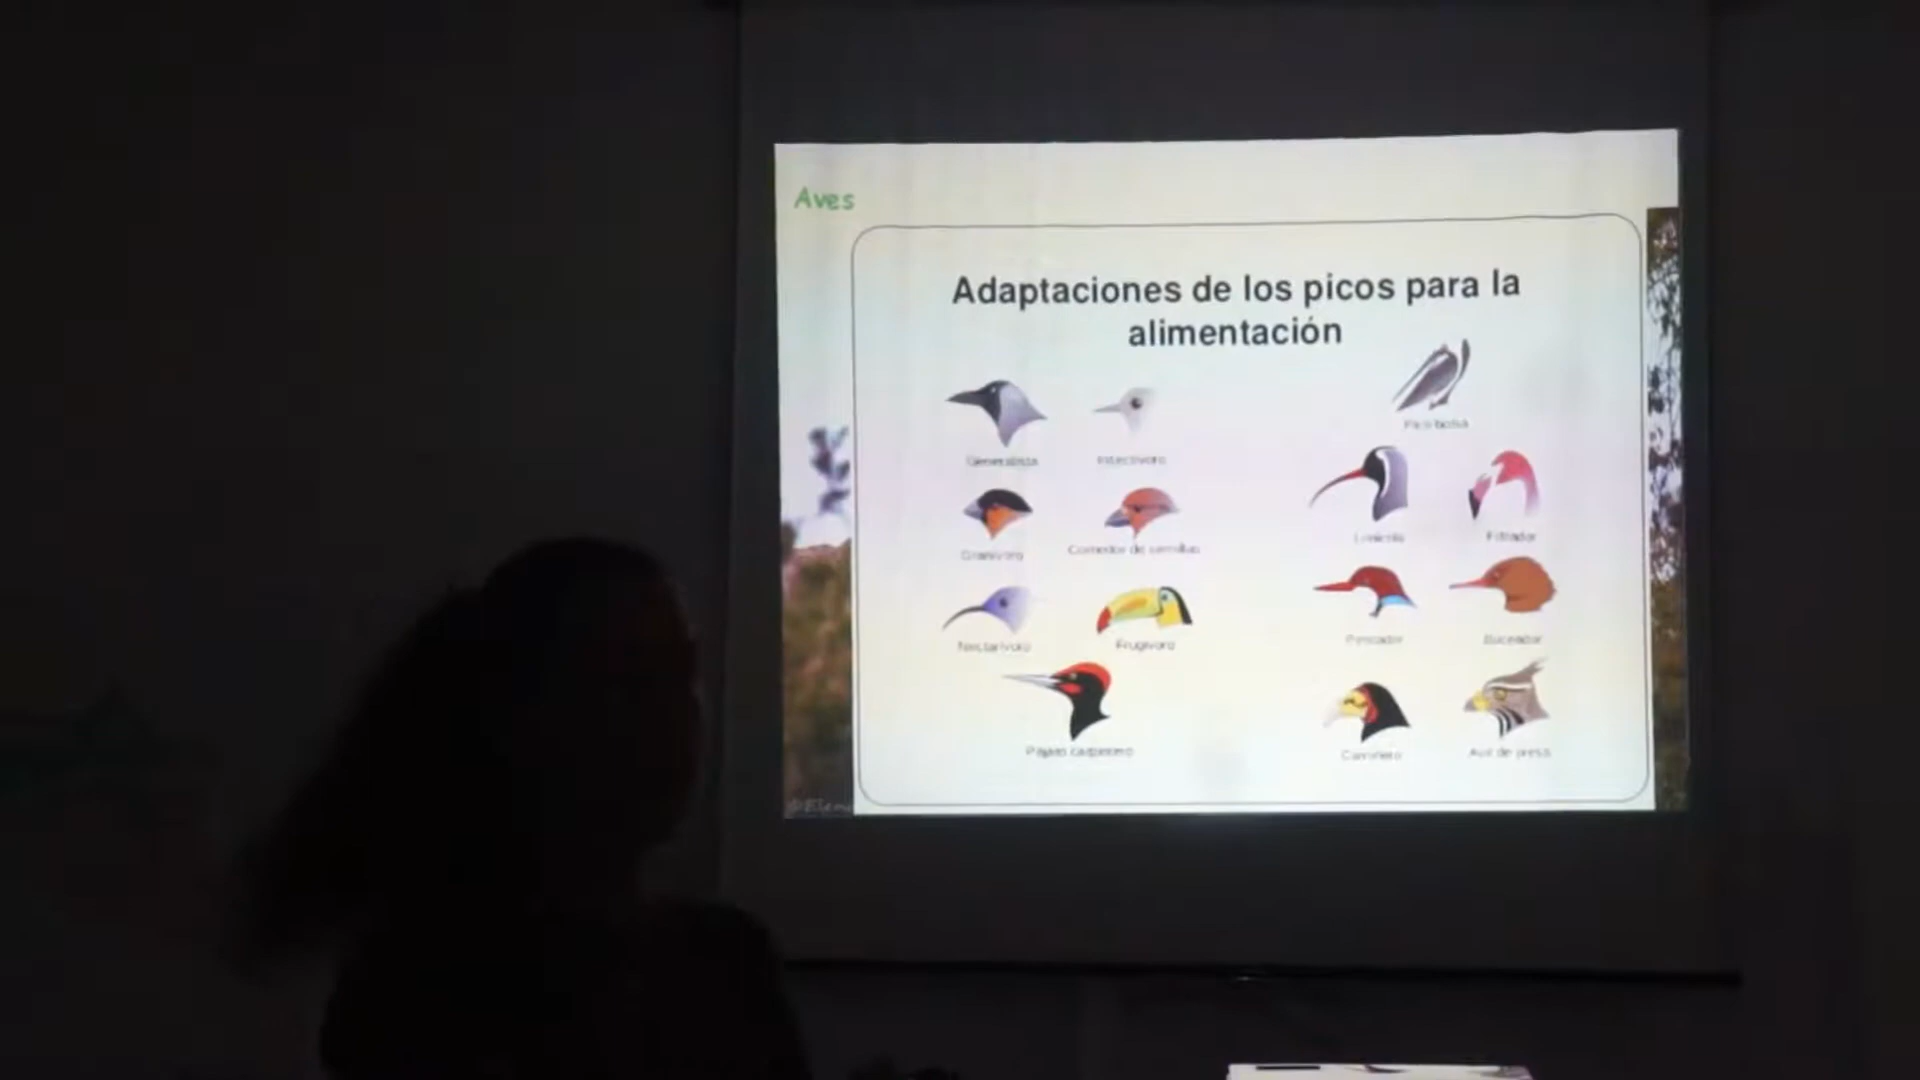 Aves
Adaptaciones de los picos para la
alimentación
Pico bolsa
Generalista
Insectívoro
Limícola
Filtrador
Granívoro
Comedor de semillas
Pescador
Buceador
Nectarívoro
Frugívoro
Pájaro carpintero
Carroñero
Ave de presa